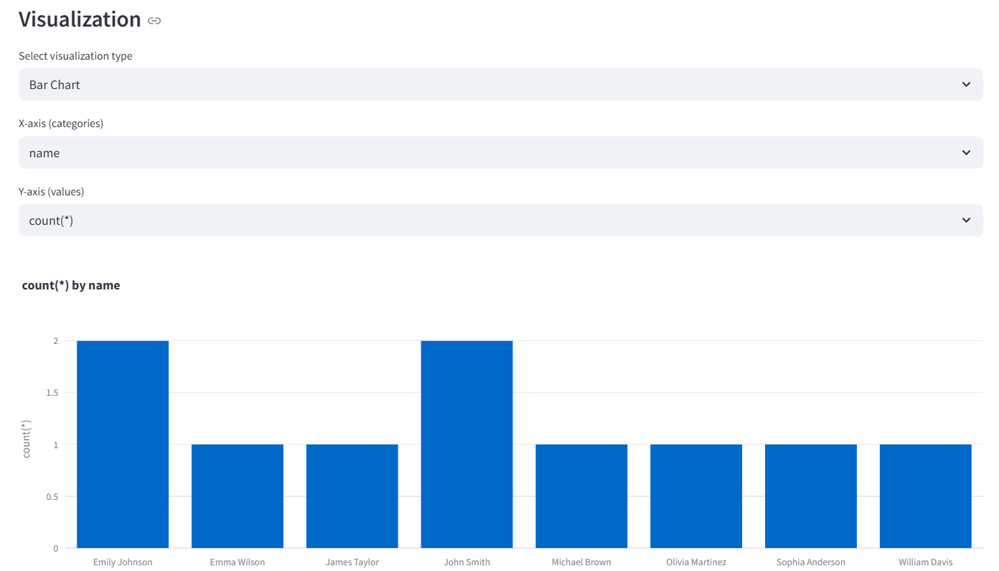 Visualization
Select visualization type
Bar Chart
X-axis (categories)
name
Y-axis (values)
count(*)
count(*) by name
2
1.5
1
0.5
0
count(*)
Emily Johnson Emma Wilson James Taylor John Smith Michael Brown Olivia Martinez Sophia Anderson William Davis